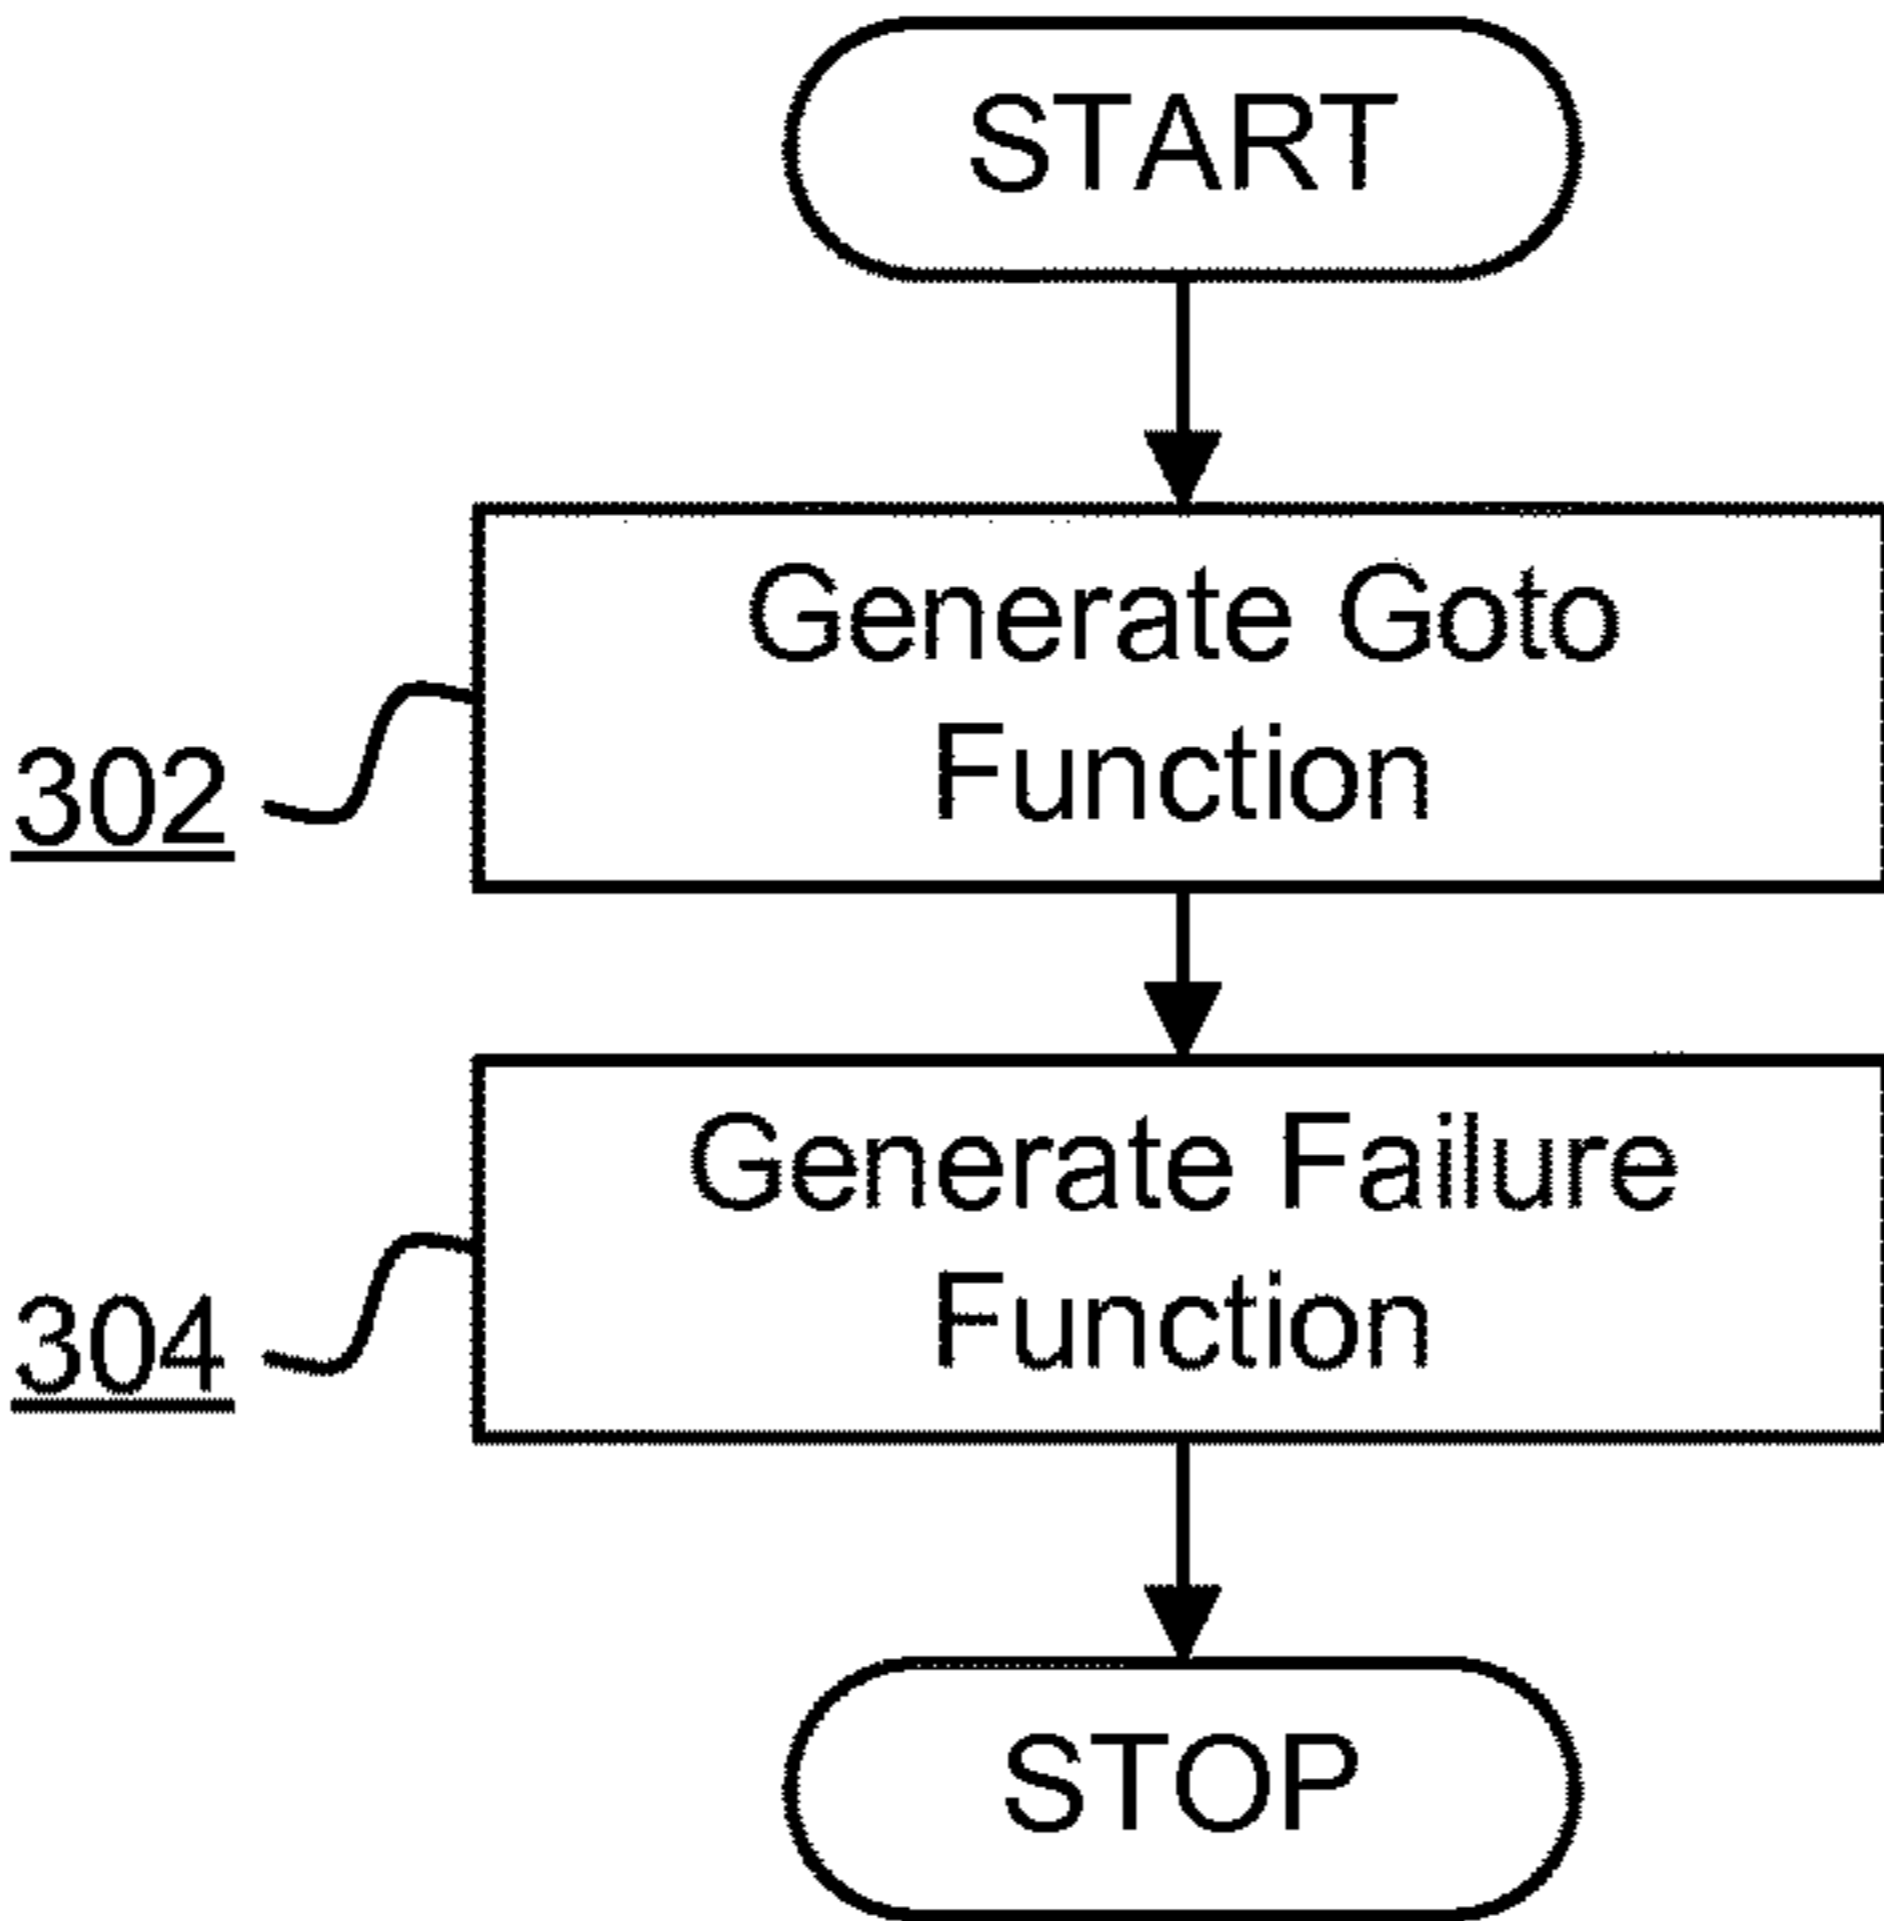 START
Generate Goto
Function
302
Generate Failure
Function
304
STOP